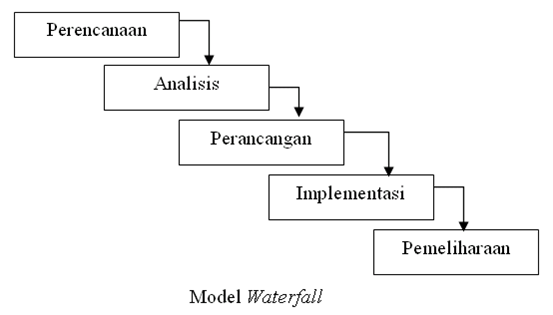 Perencanaan
Analisis
Perancangan
Implementasi
Pemeliharaan
Model Waterfall